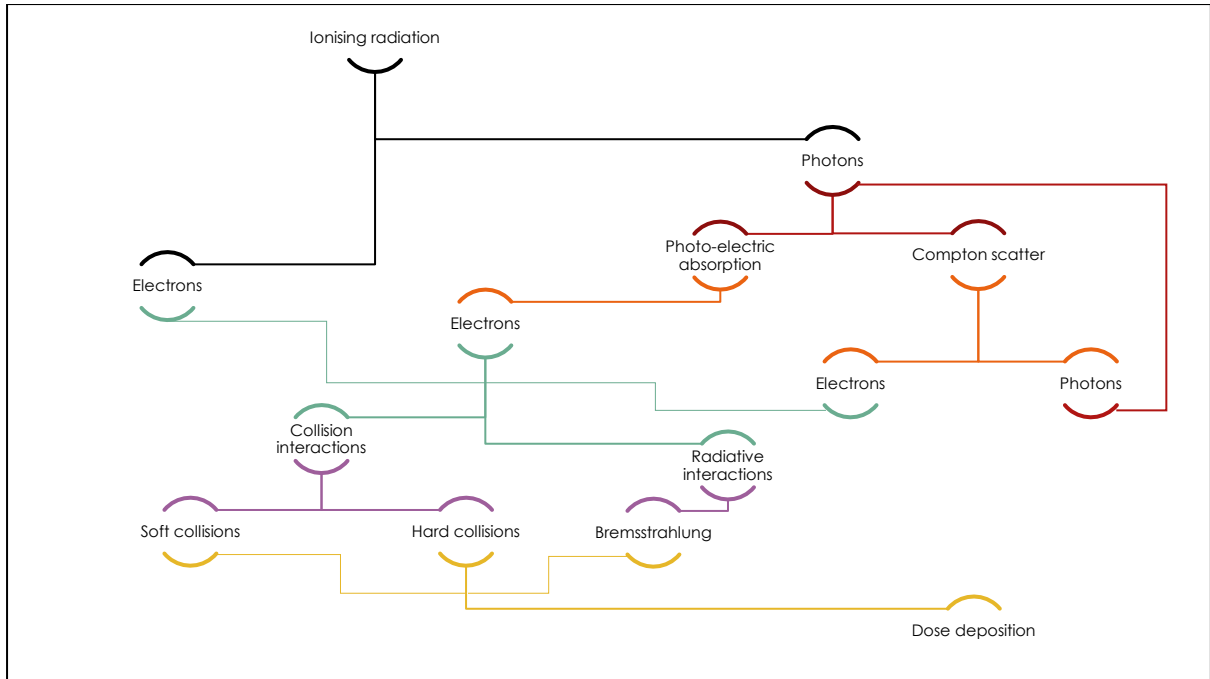 Ionising radiation
Photons
Photo-electric
absorption
Compton scatter
Electrons
Electrons
Electrons
Photons
Collision
interactions
Radiative
interactions
Soft collisions
Hard collisions
Bremsstrahlung
Dose deposition